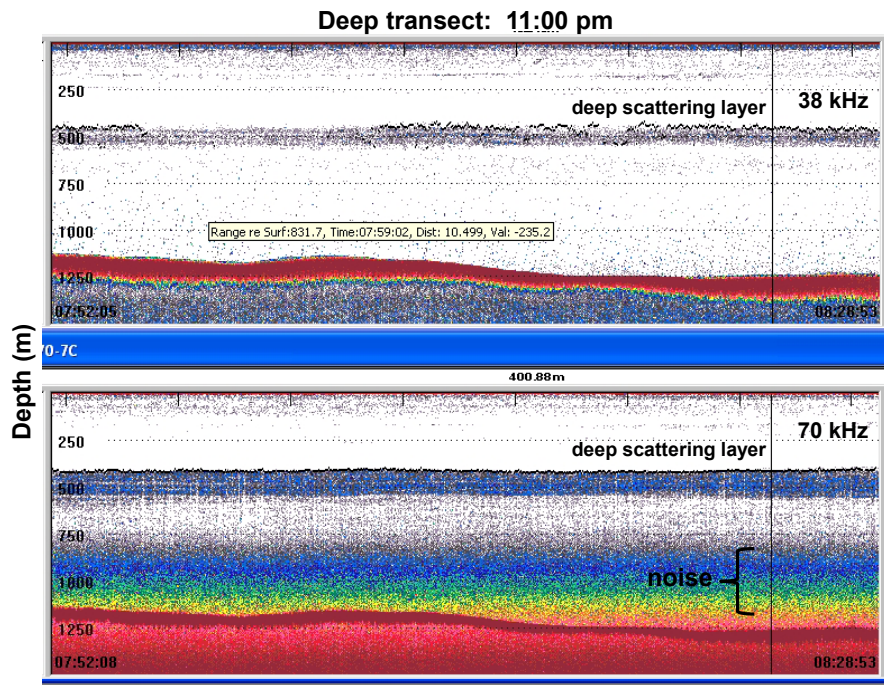 Deep transect: 11:00 pm
250
38 kHz
deep scattering layer
500
750
1000
Range re Surf:831.7, Time:07:59:02, Dist: 10.499, Val: -235.2
1250
07:52:05
08:28:53
70-7C
400.88m
Depth (m)
250
70 kHz
deep scattering layer
500
750
noise
1000
1250
07:52:08
08:28:53